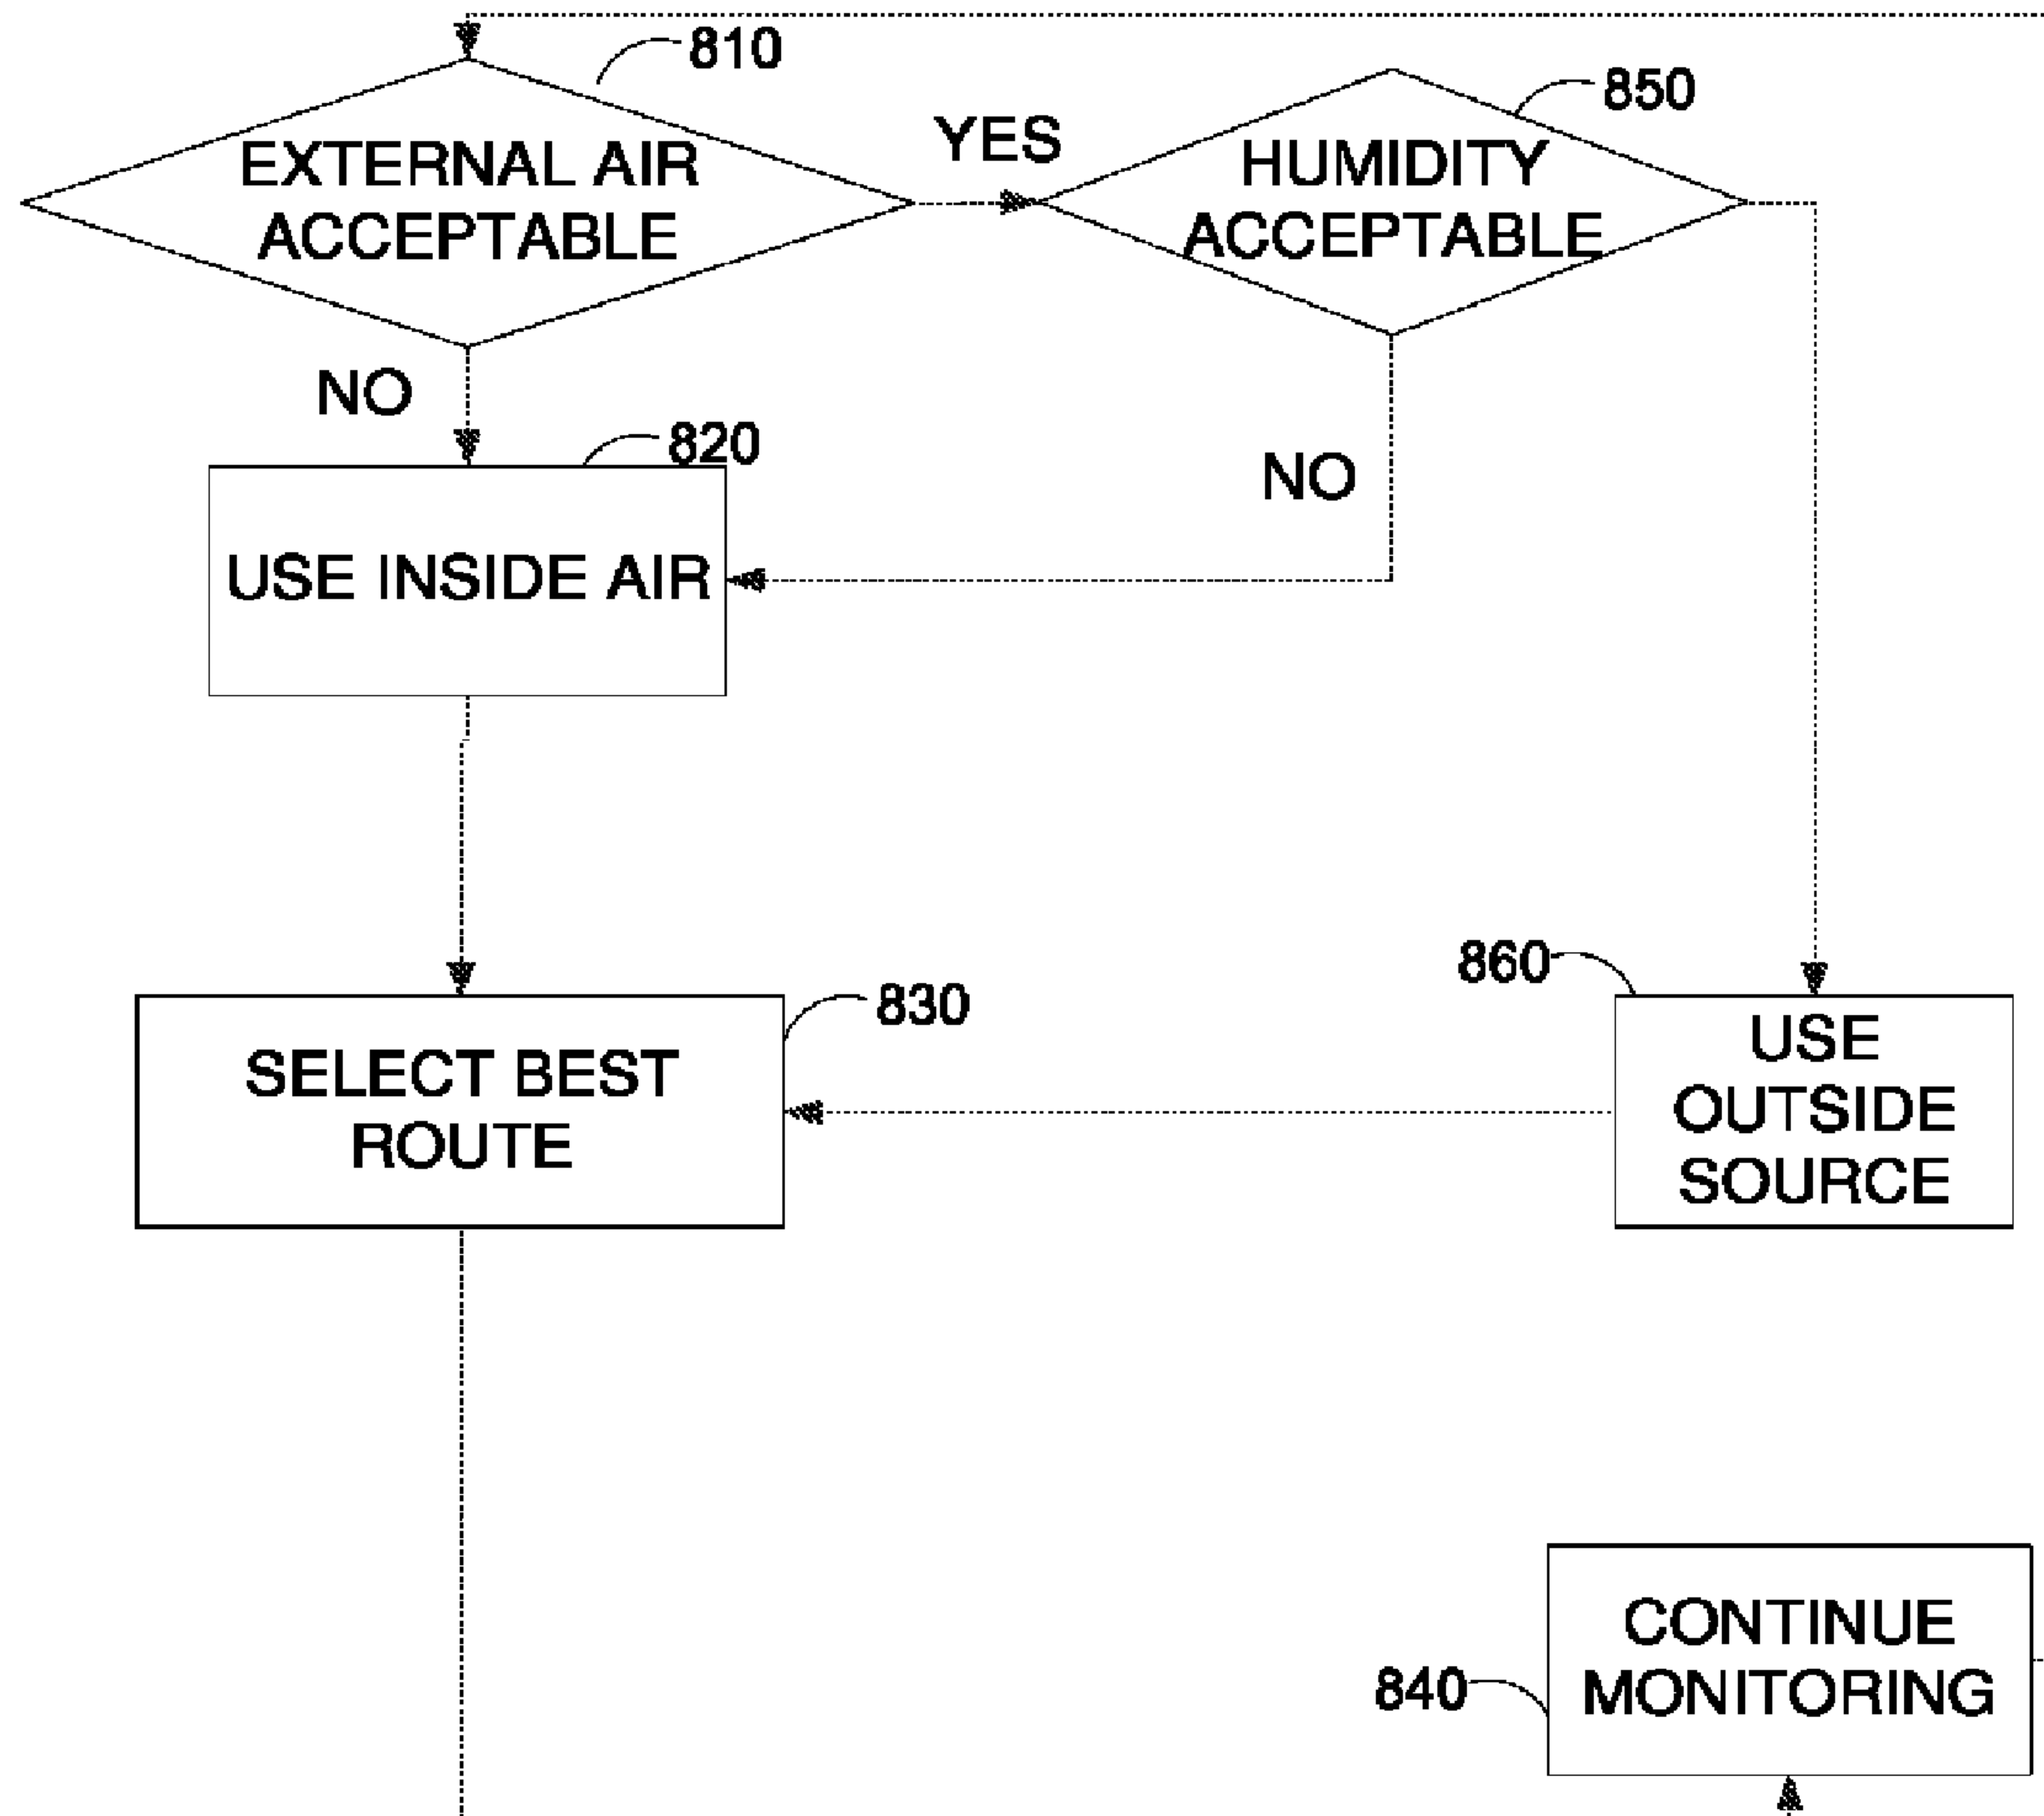 810
EXTERNAL AIR
ACCEPTABLE
YES
850
HUMIDITY
ACCEPTABLE
NO
820
USE INSIDE AIR
NO
830
SELECT BEST
ROUTE
860
USE
OUTSIDE
SOURCE
840
CONTINUE
MONITORING